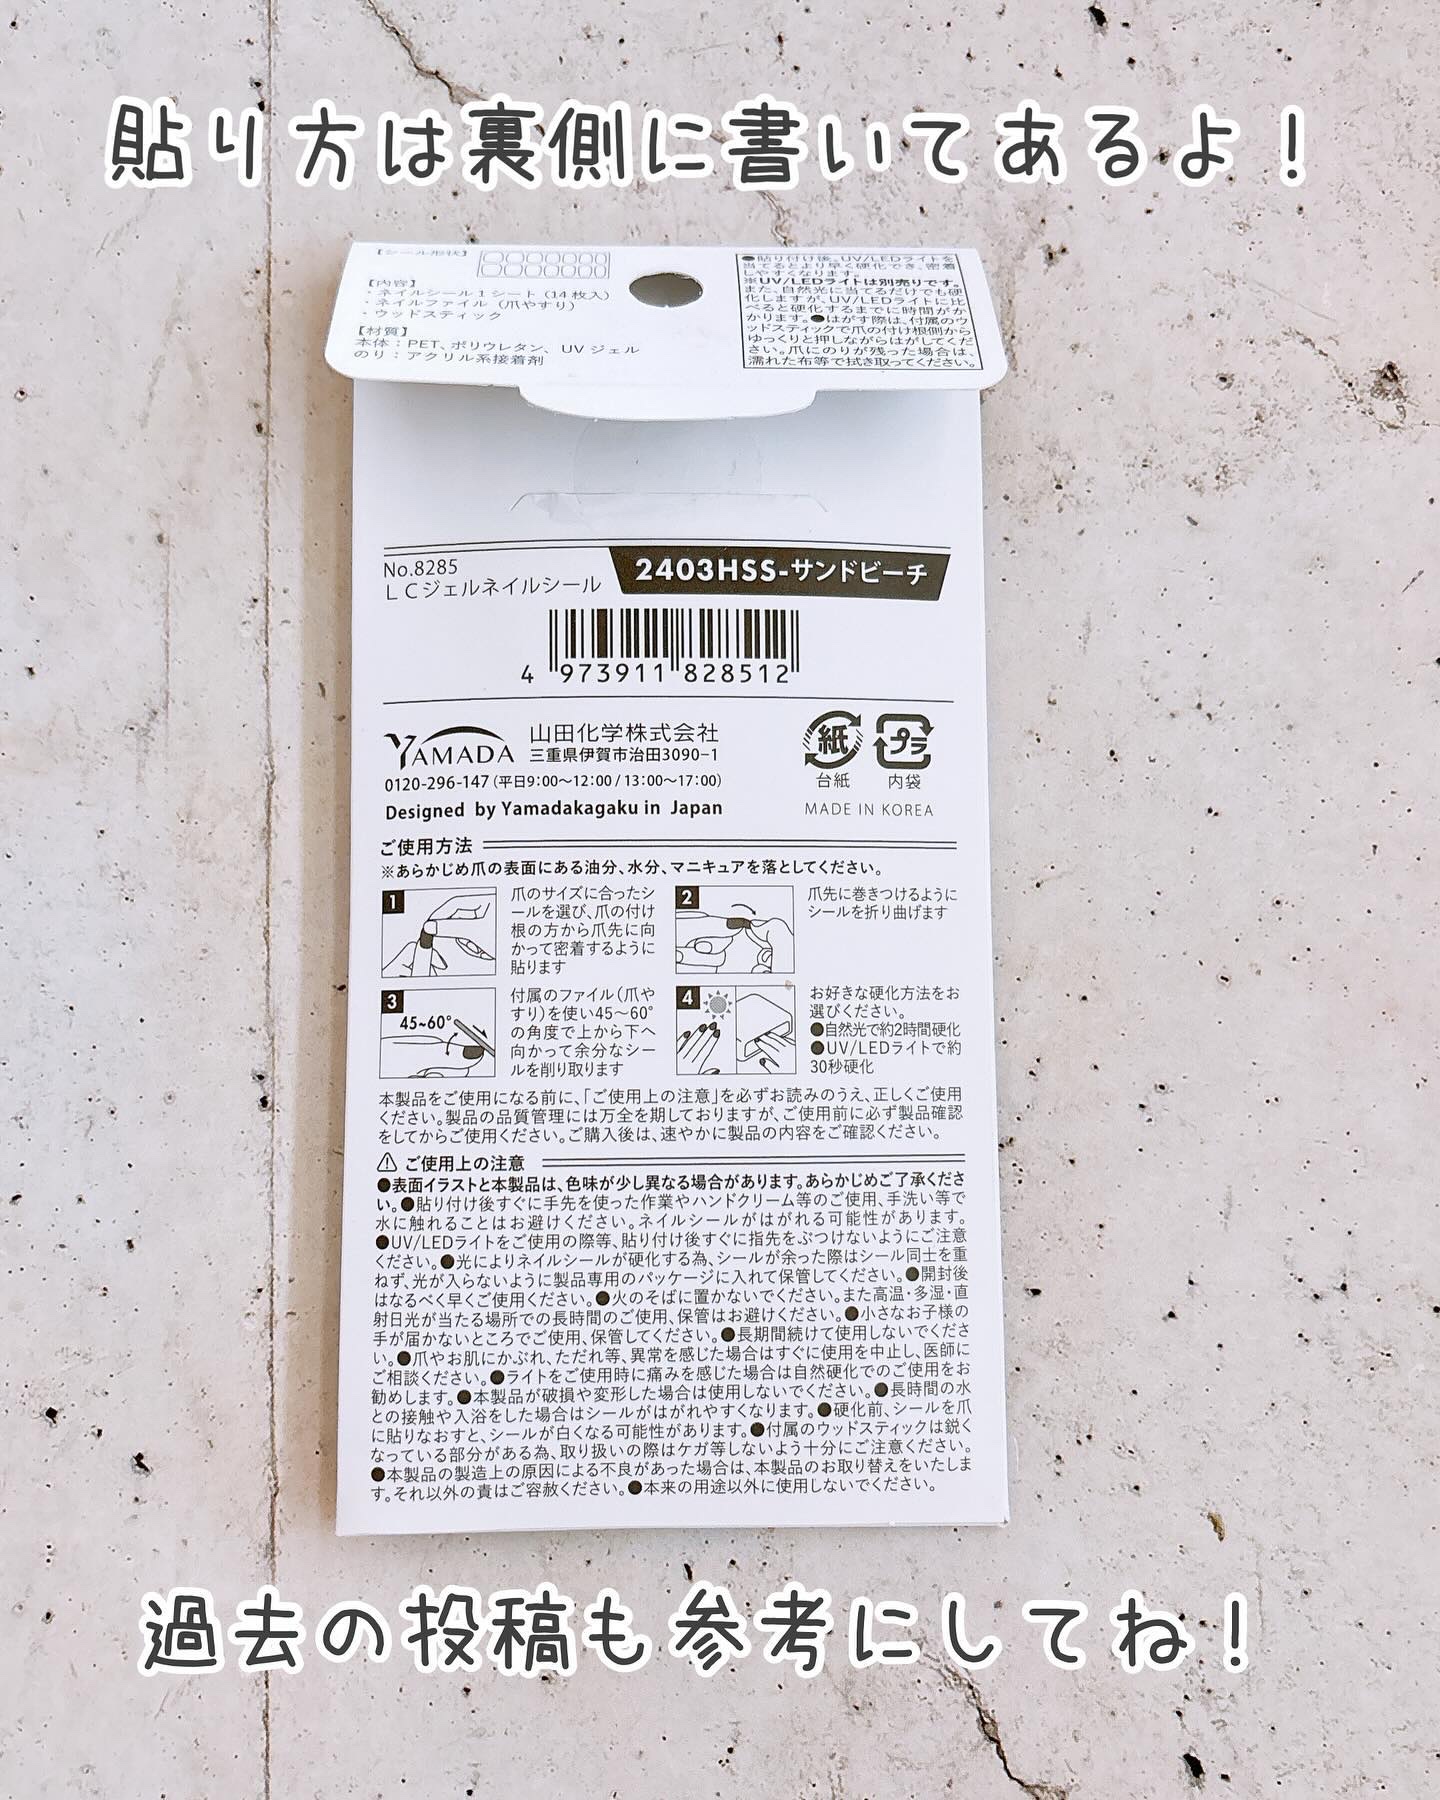 貼り方は裏側に書いてあるよ！
【シール形状】
【内容】
・ネイルシール1シート（14枚入）
・ネイルファイル（爪やすり）
・ウッドスティック
【材質】
本体：PET、ポリウレタン、UVジェル
のり：アクリル系接着剤
●貼り付け後、UV/LEDライトを
当てるとより早く硬化でき、密着
しやすくなります。
※UV/LEDライトは別売りです。
また、自然光に当てるだけでも硬
化しますが、UV/LEDライトに比
べると硬化するまでに時間がか
かります。●はがす際は、付属のウ
ッドスティックで爪の付け根側から
ゆっくりと押しながらはがしてくだ
さい。爪にのりが残った場合は、
濡れた布等で拭き取ってください。
No.8285
LCジェルネイルシール
2403HSS-サンドビーチ
4 973911 828512
YAMADA
山田化学株式会社
三重県伊賀市治田3090−1
0120-296-147（平日9:00〜12:00 / 13:00〜17:00）
Designed by Yamadakagaku in Japan
紙
プラ
台紙
内袋
MADE IN KOREA
ご使用方法
※あらかじめ爪の表面にある油分、水分、マニキュアを落としてください。
1
爪のサイズに合ったシ
ールを選び、爪の付け
根の方から爪先に向
かって密着するように
貼ります
2
爪先に巻きつけるように
シールを折り曲げます
3
45~60°
付属のファイル（爪や
すり）を使い45〜60°
の角度で上から下へ
向かって余分なシー
ルを削り取ります
4
お好きな硬化方法をお
選びください。
●自然光で約2時間硬化
●UV/LEDライトで約
30秒硬化
本製品をご使用になる前に、「ご使用上の注意」を必ずお読みのうえ、正しくご使用
ください。製品の品質管理には万全を期しておりますが、ご使用前に必ず製品確認
をしてからご使用ください。ご購入後は、速やかに製品の内容をご確認ください。
⚠ ご使用上の注意
●表面イラストと本製品は、色味が少し異なる場合があります。あらかじめご了承くださ
い。●貼り付け後すぐに手先を使った作業やハンドクリーム等のご使用、手洗い等で
水に触れることはお避けください。ネイルシールがはがれる可能性があります。
●UV/LEDライトをご使用の際等、貼り付け後すぐに指先をぶつけないようにご注意
ください。●光によりネイルシールが硬化する為、シールが余った際はシール同士を重
ねず、光が入らないように製品専用のパッケージに入れて保管してください。●開封後
はなるべく早くご使用ください。●火のそばに置かないでください。また高温・多湿・直
射日光が当たる場所での長時間のご使用、保管はお避けください。●小さなお子様の
手が届かないところでご使用、保管してください。●長期間続けて使用しないでくださ
い。●爪やお肌にかぶれ、ただれ等、異常を感じた場合はすぐに使用を中止し、医師に
ご相談ください。●ライトをご使用時に痛みを感じた場合は自然硬化でのご使用をお
勧めします。●本製品が破損や変形した場合は使用しないでください。●長時間の水
との接触や入浴をした場合はシールがはがれやすくなります。●硬化前、シールを爪
に貼りなおすと、シールが白くなる可能性があります。●付属のウッドスティックは鋭く
なっている部分がある為、取り扱いの際はケガ等しないよう十分にご注意ください。
●本製品の製造上の原因による不良があった場合は、本製品のお取り替えをいたしま
す。それ以外の責はご容赦ください。●本来の用途以外に使用しないでください。
過去の投稿も参考にしてね！